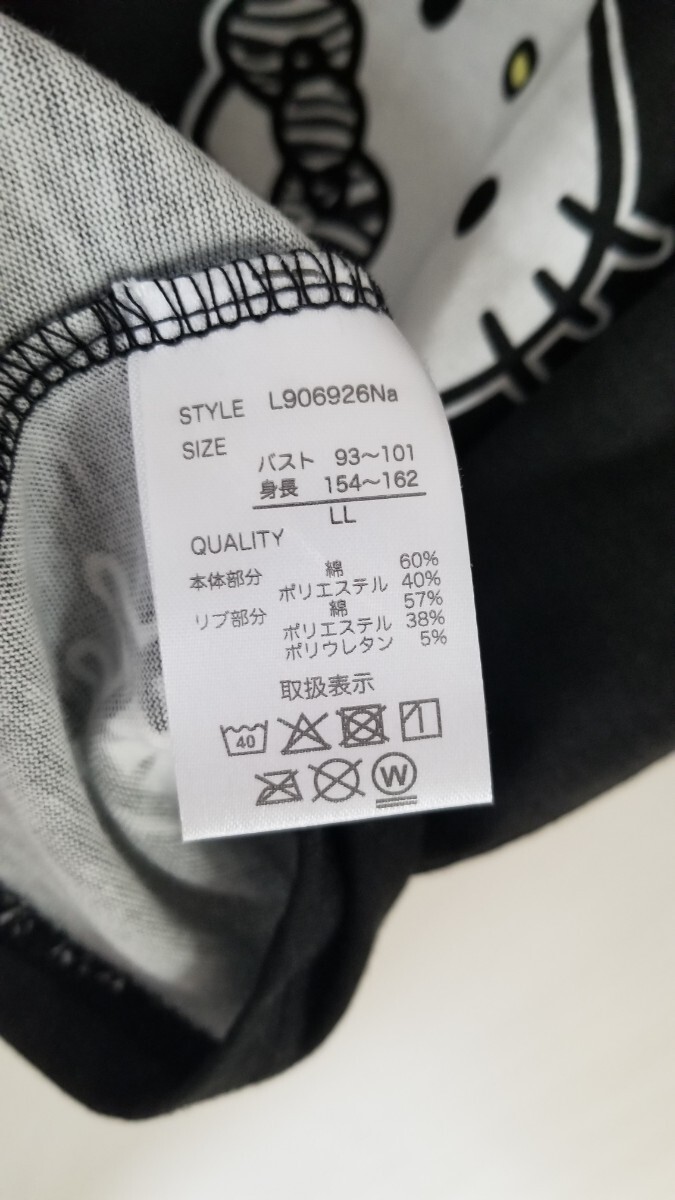 STYLE L906926Na
SIZE
バスト 93～101
身長 154～162
LL
QUALITY
本体部分 綿 60%
ポリエステル 40%
リブ部分 綿 57%
ポリエステル 38%
ポリウレタン 5%
取扱表示
40
W